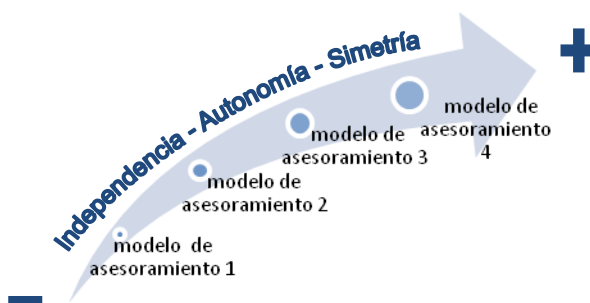 Independencia - Autonomía - Simetría
+
modelo de
asesoramiento
4
modelo de
asesoramiento 3
modelo de
asesoramiento 2
modelo de
asesoramiento 1
-